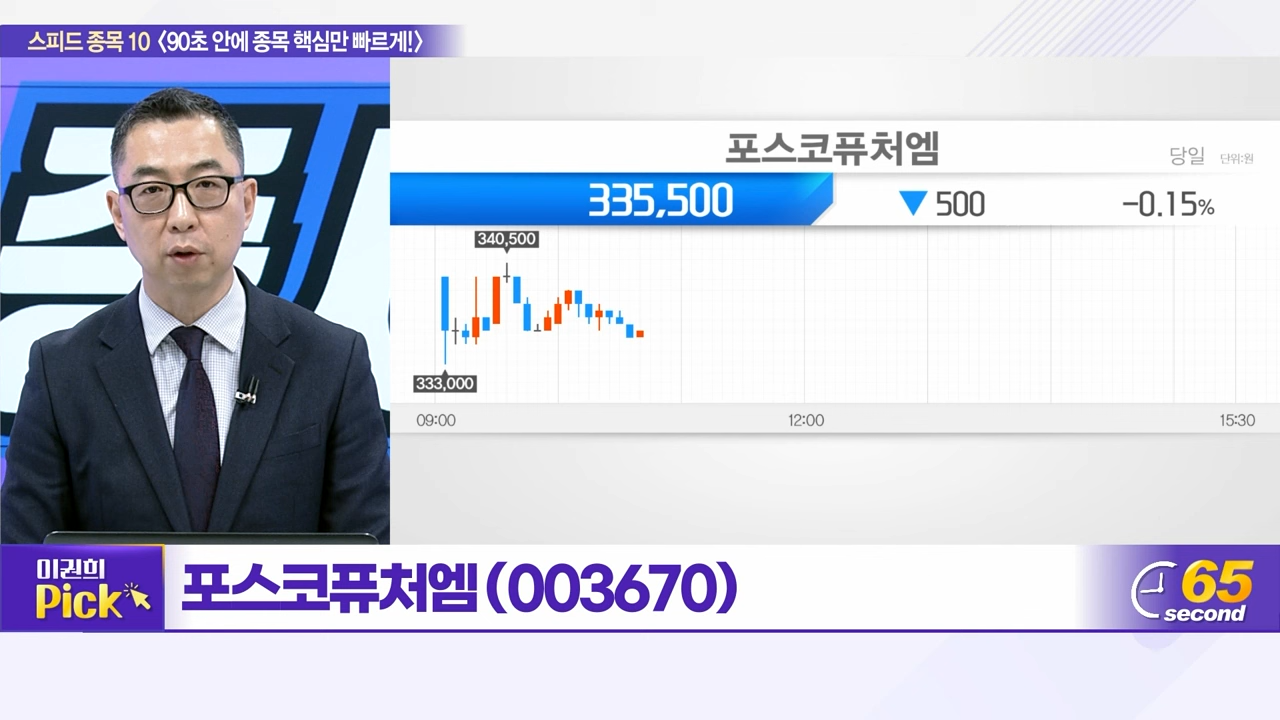 스피드 종목 10 <90초 안에 종목 핵심만 빠르게!>
포스코퓨처엠
당일 단위:원
335,500 ▼ 500 -0.15%
340,500
333,000
09:00 12:00 15:30
이권희
Pick
포스코퓨처엠(003670)
65
second